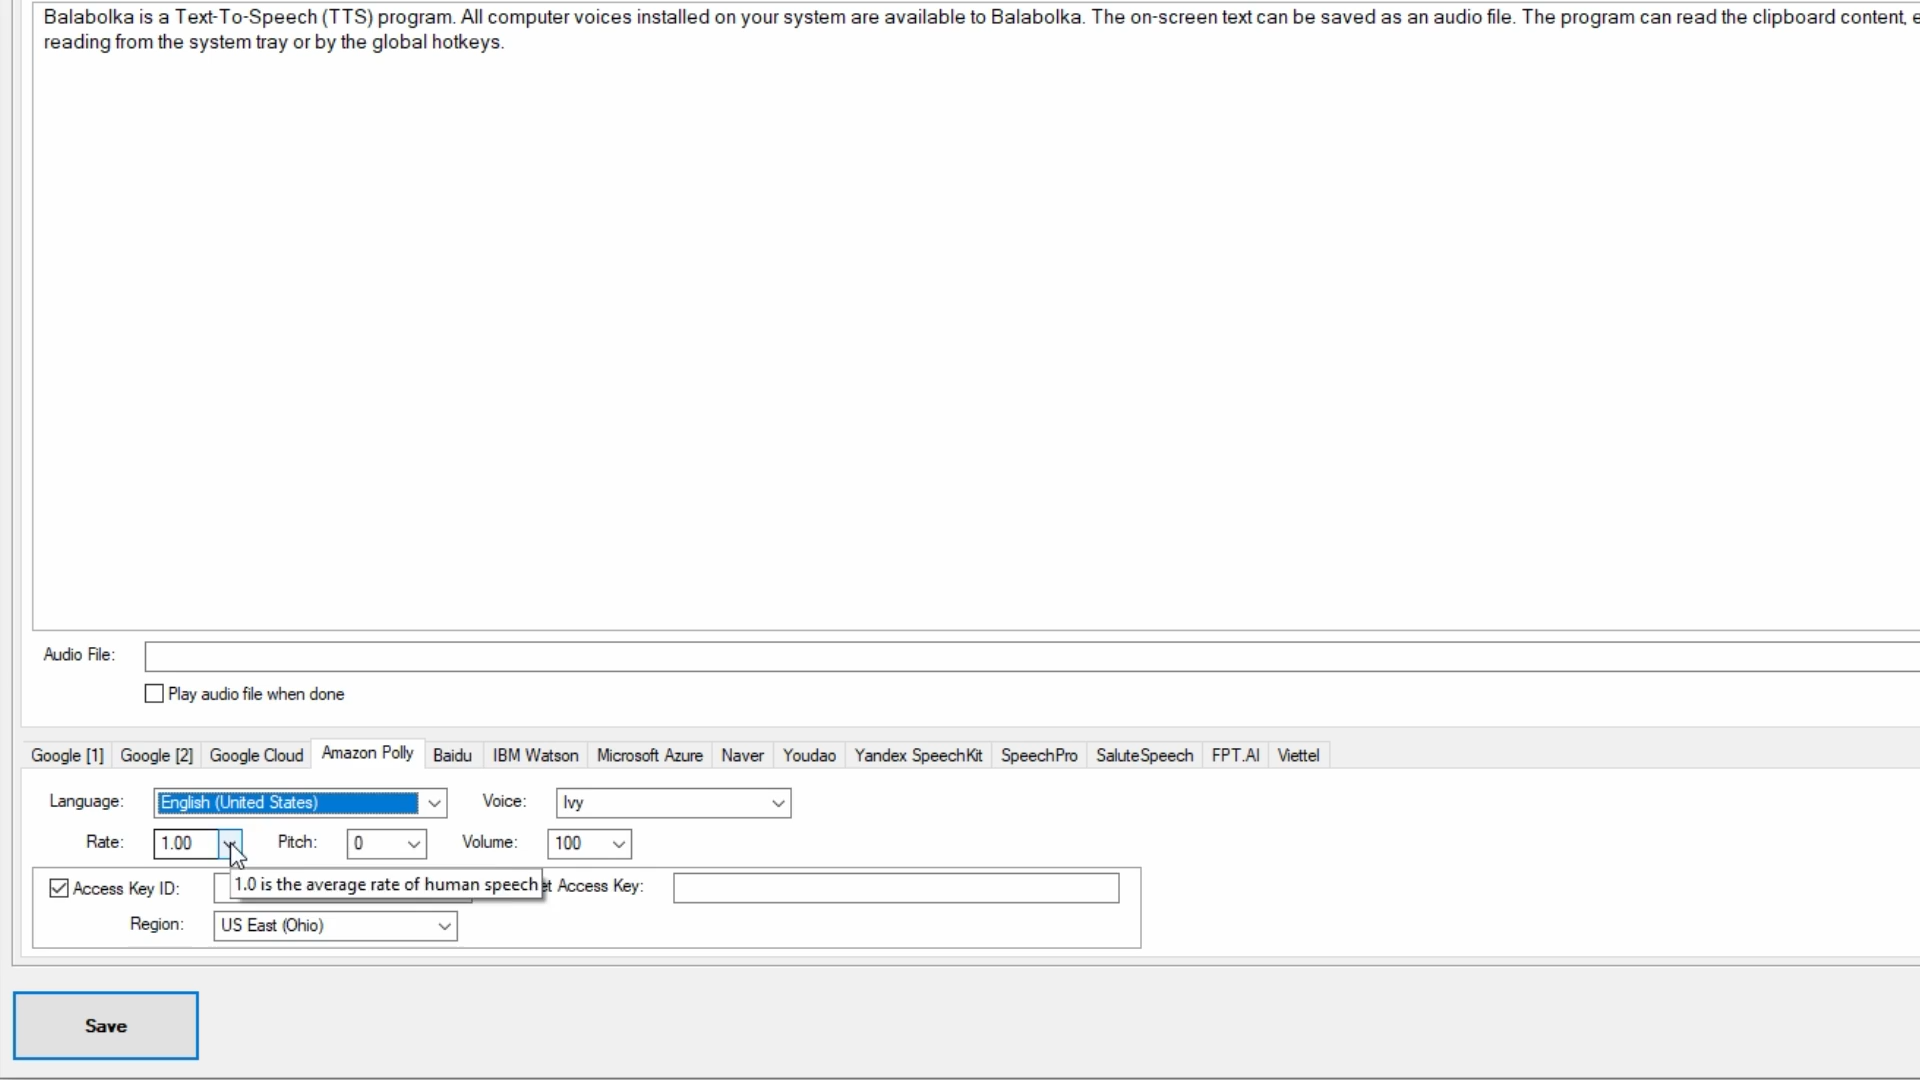 Balabolka is a Text-To-Speech (TTS) program. All computer voices installed on your system are available to Balabolka. The on-screen text can be saved as an audio file. The program can read the clipboard content,
reading from the system tray or by the global hotkeys.
Audio File:
Play audio file when done
Google [1] Google [2] Google Cloud Amazon Polly Baidu IBM Watson Microsoft Azure Naver Youdao Yandex SpeechKit SpeechPro SaluteSpeech FPT.AI Viettel
Language: English (United States) Voice: Ivy
Rate: 1.00 Pitch: 0 Volume: 100
Access Key ID: 1.0 is the average rate of human speech Access Key:
Region: US East (Ohio)
Save